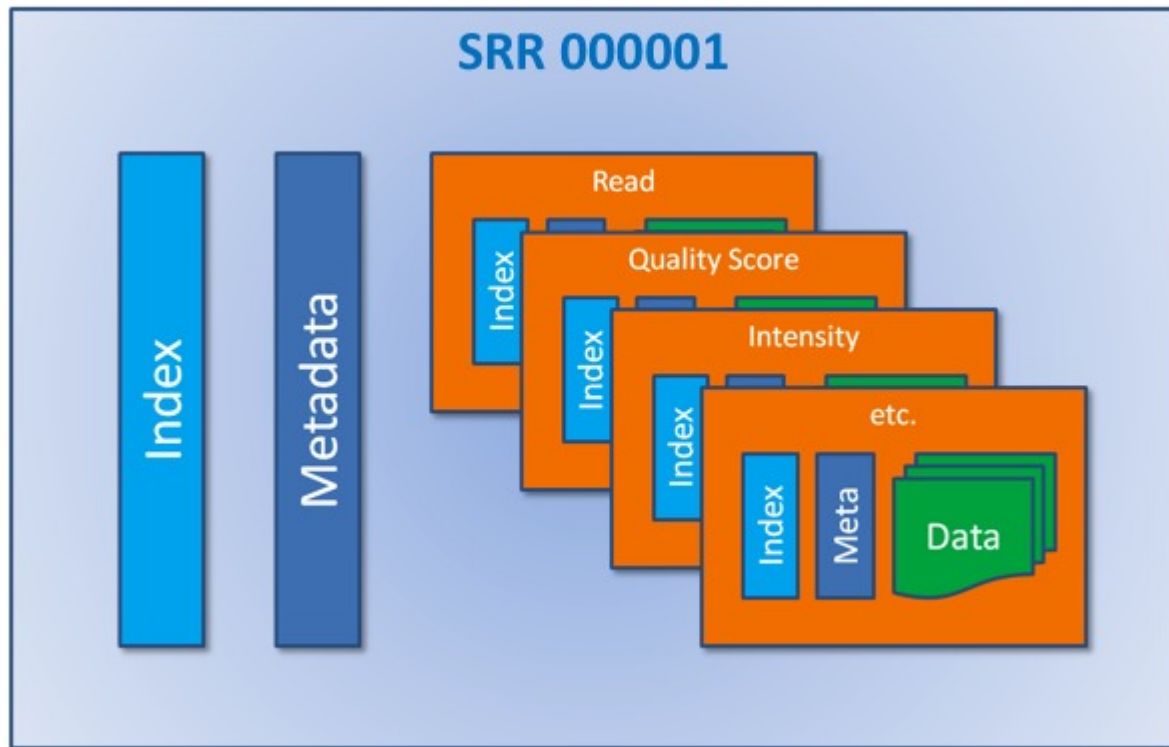 SRR 000001
Index
Metadata
Read
Index
Quality Score
Index
Intensity
Index
etc.
Index
Meta
Data